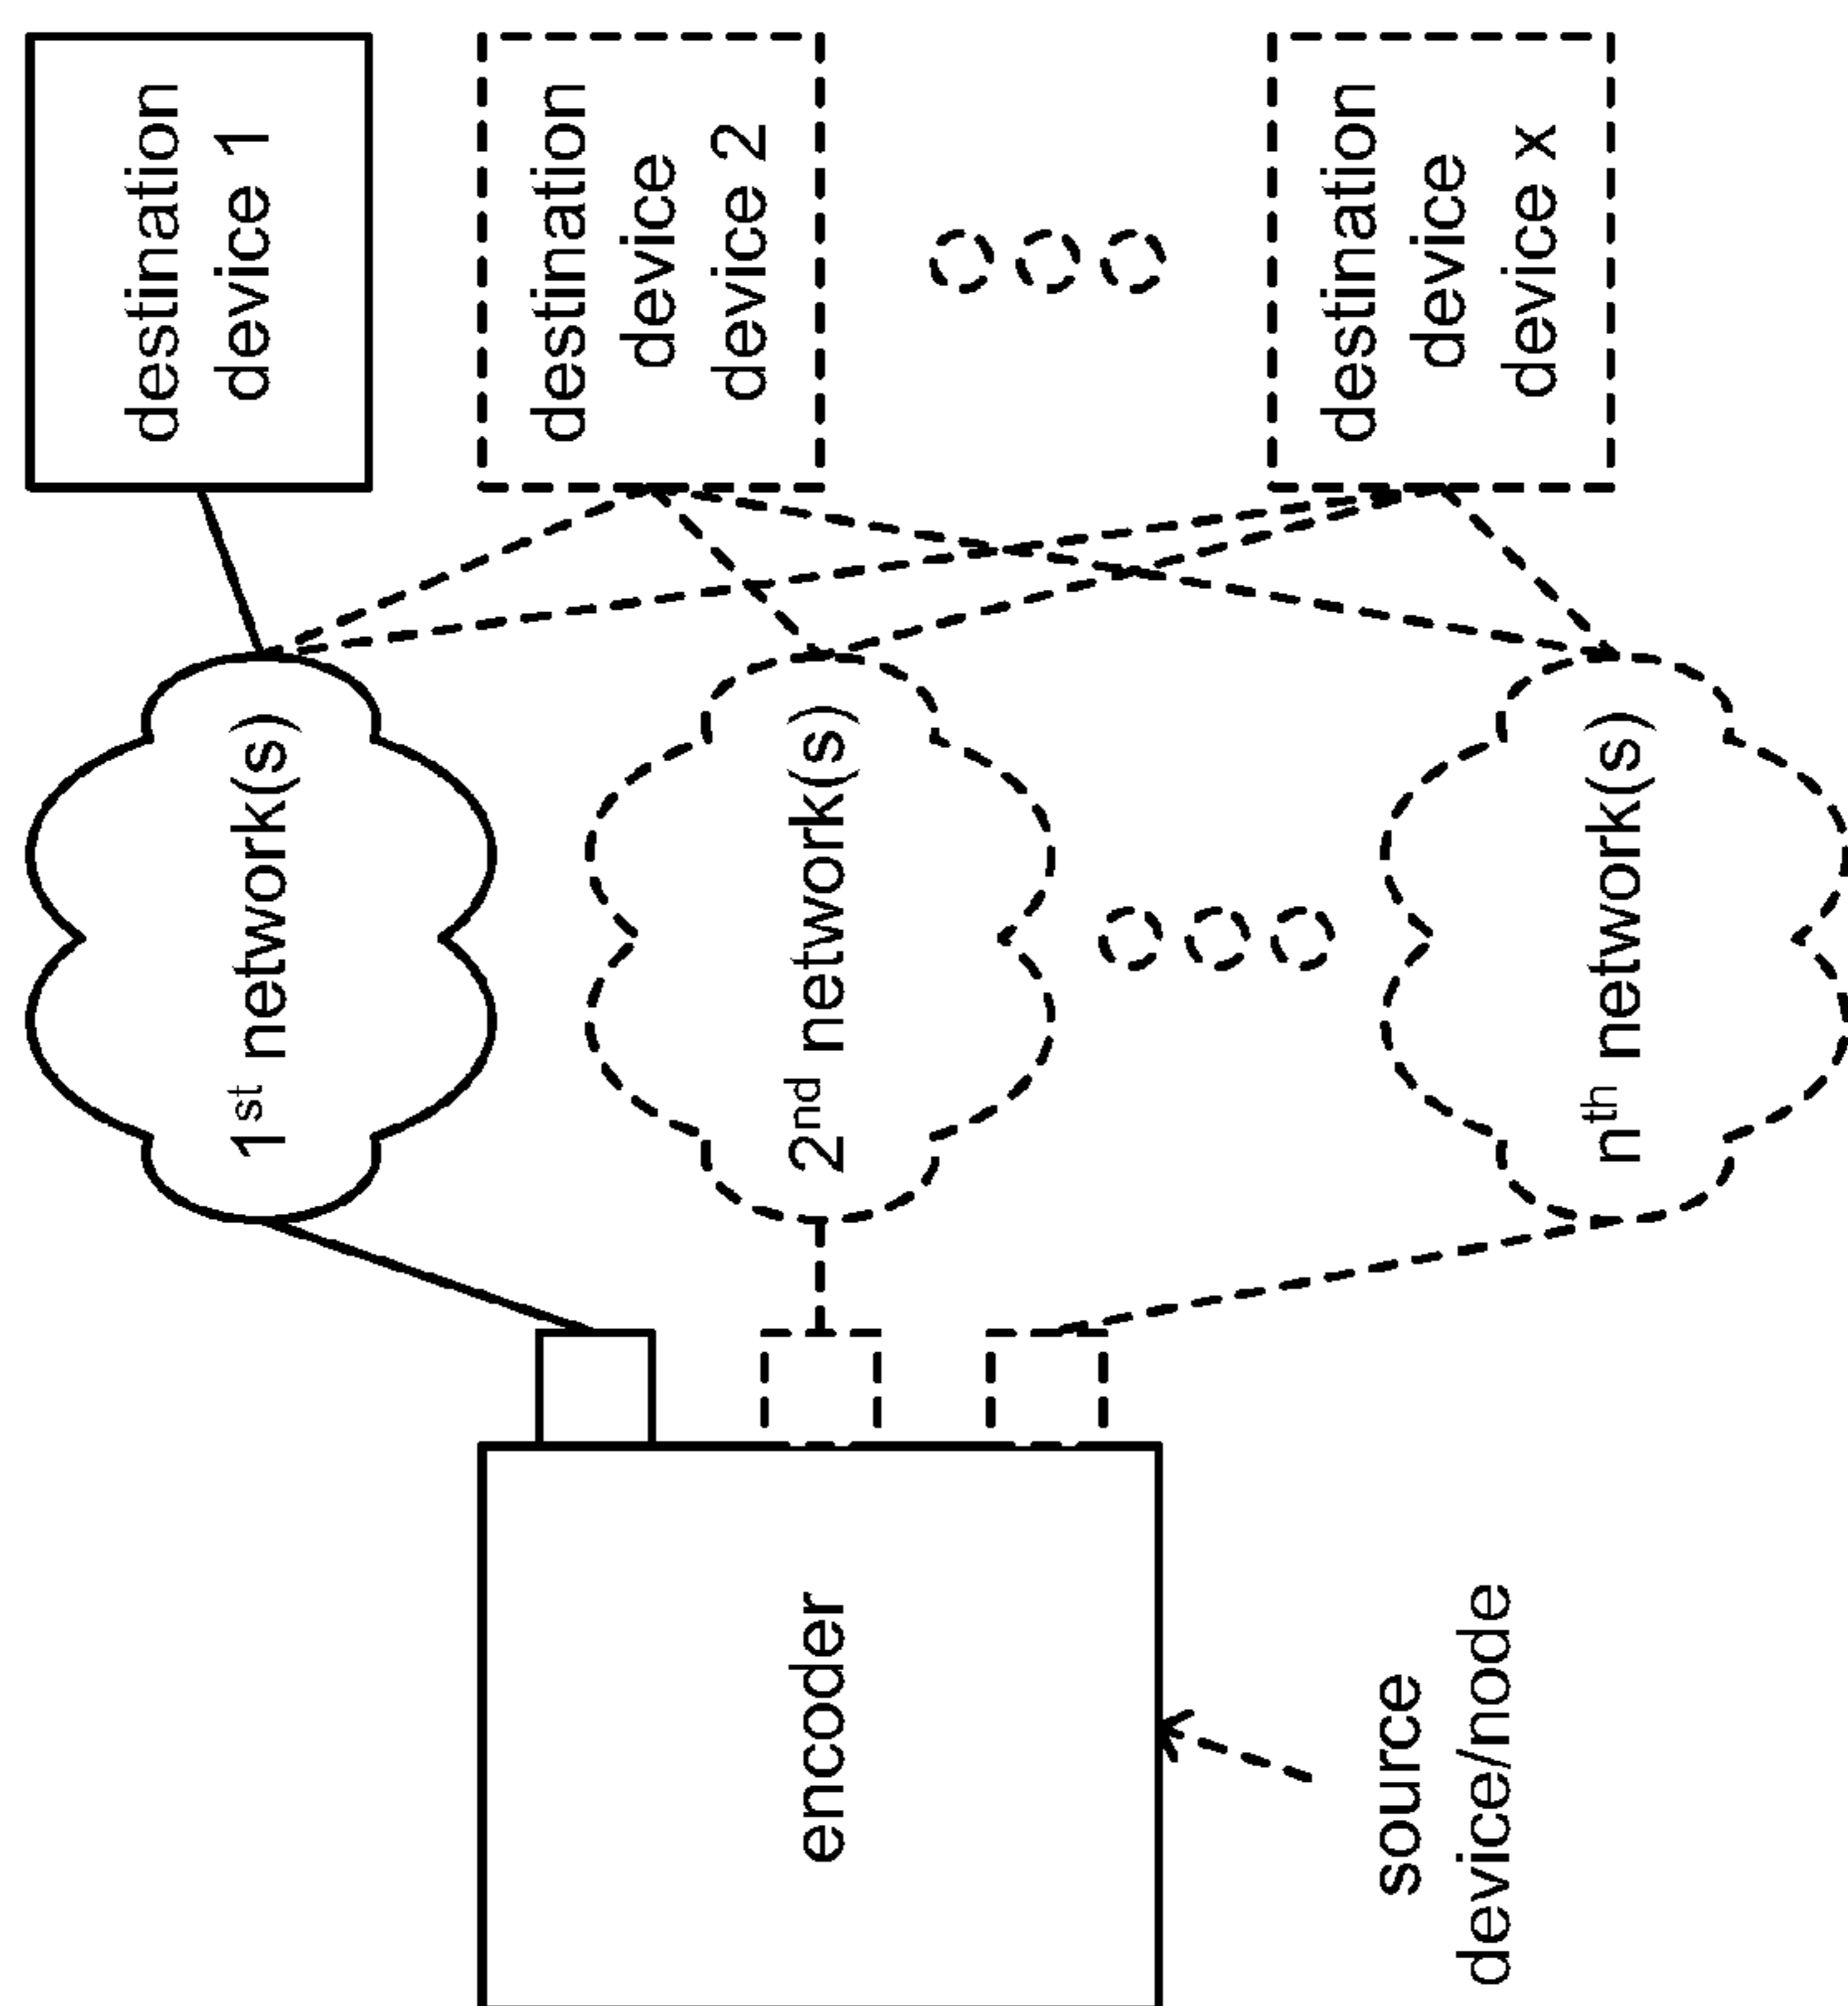 destination
device 1
destination
device
device 2
destination
device
device x
1st network(s)
2nd network(s)
nth network(s)
encoder
source
device/node